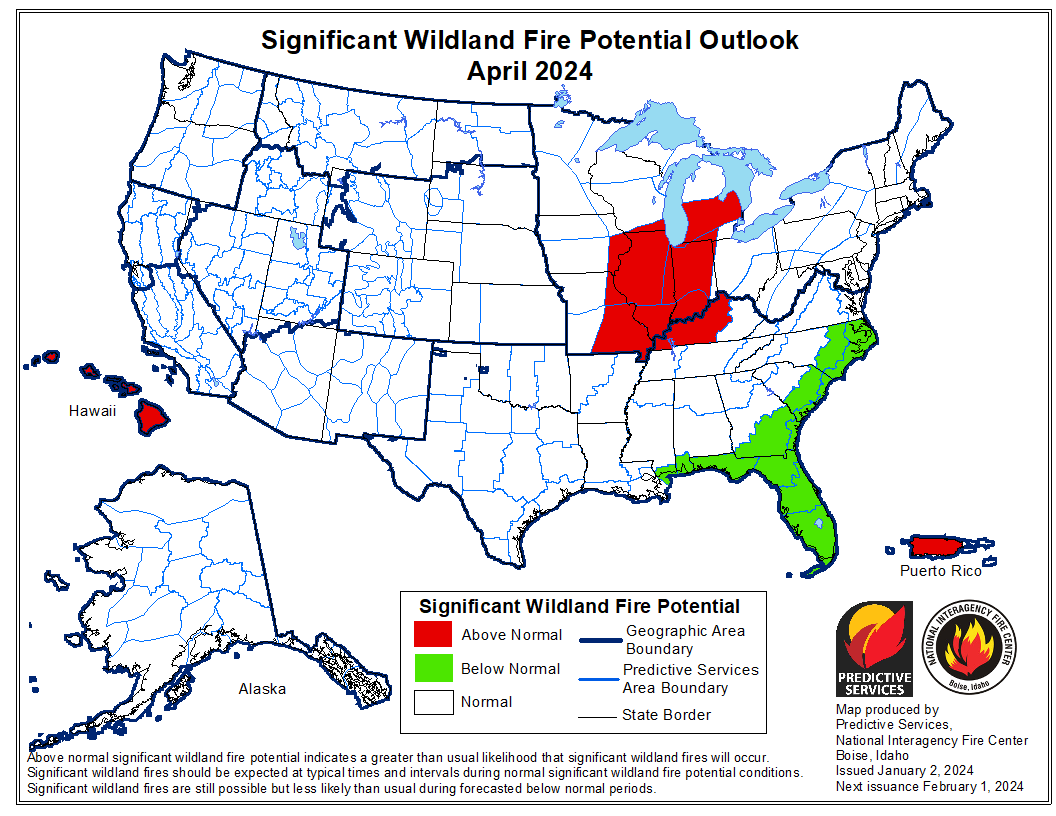 Significant Wildland Fire Potential Outlook
April 2024
Hawaii
Alaska
Puerto Rico
Significant Wildland Fire Potential
Above Normal
Below Normal
Normal
Geographic Area
Boundary
Predictive Services
Area Boundary
State Border
PREDICTIVE
SERVICES
NATIONAL INTERAGENCY FIRE CENTER
Boise, Idaho
Map produced by
Predictive Services,
National Interagency Fire Center
Boise, Idaho
Issued January 2, 2024
Next issuance February 1, 2024
Above normal significant wildland fire potential indicates a greater than usual likelihood that significant wildland fires will occur.
Significant wildland fires should be expected at typical times and intervals during normal significant wildland fire potential conditions.
Significant wildland fires are still possible but less likely than usual during forecasted below normal periods.